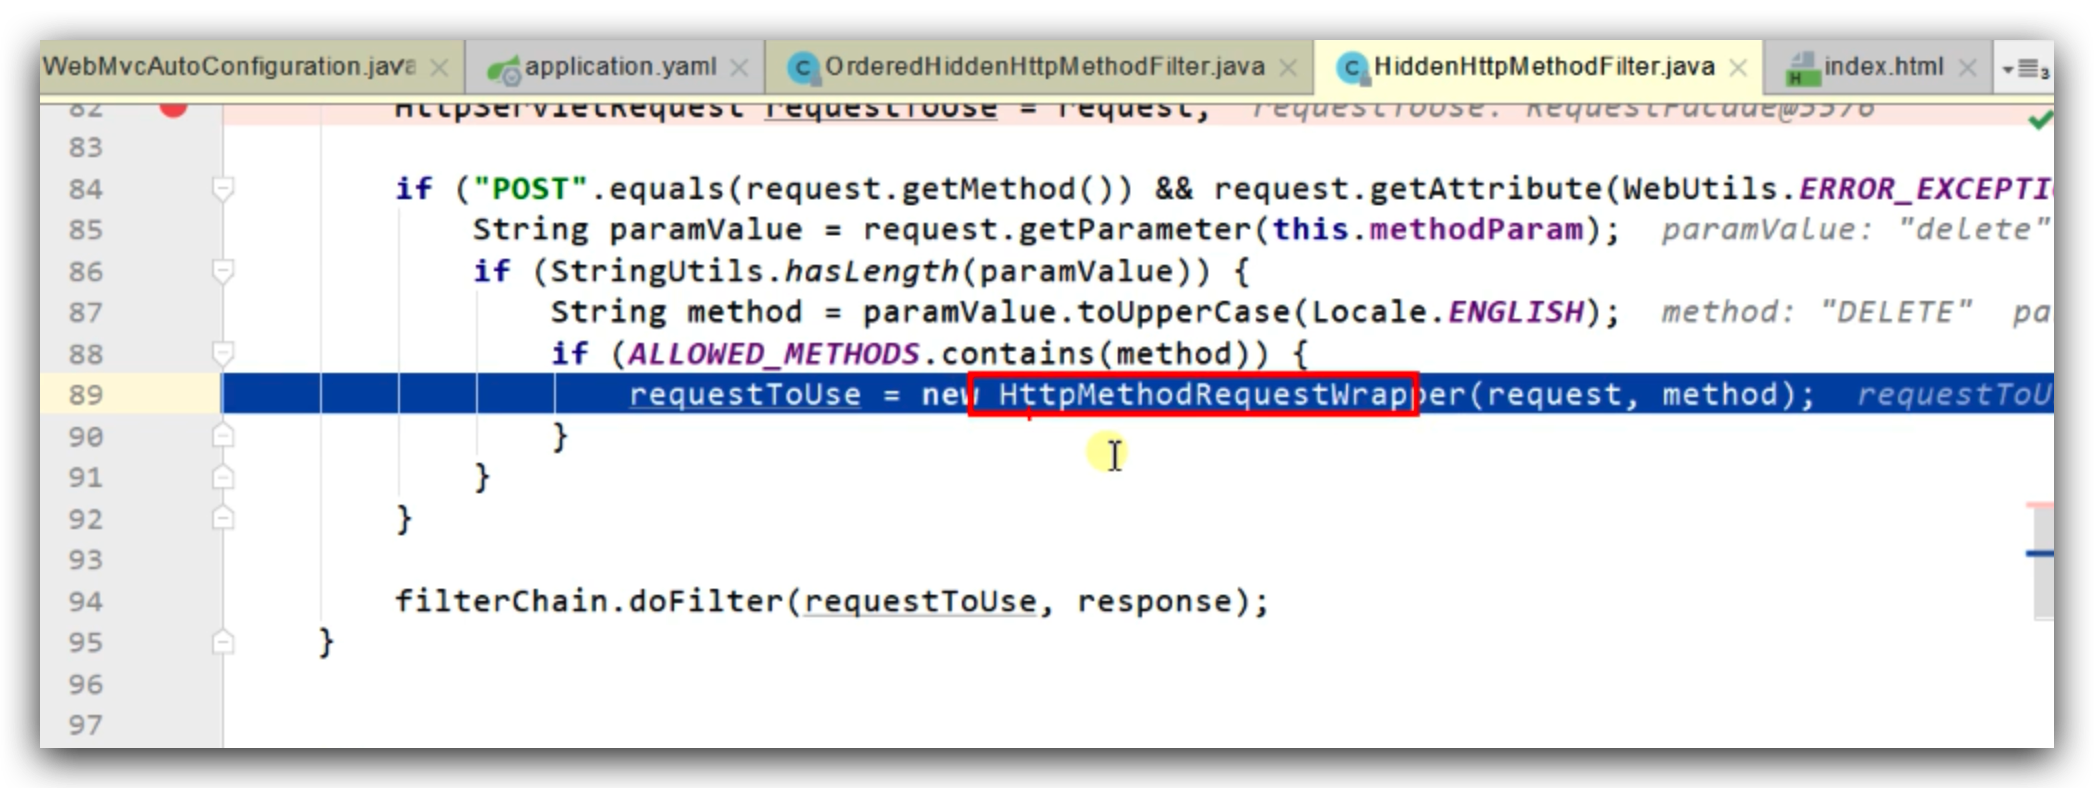 WebMvcAutoConfiguration.java application.yaml OrderedHiddenHttpMethodFilter.java HiddenHttpMethodFilter.java index.html 3
82 HttpServletRequest requestToUse = request; requestToUse: RequestFacade@5576
83
84 if ("POST".equals(request.getMethod()) && request.getAttribute(WebUtils.ERROR_EXCEPTI
85 String paramValue = request.getParameter(this.methodParam); paramValue: "delete"
86 if (StringUtils.hasLength(paramValue)) {
87 String method = paramValue.toUpperCase(Locale.ENGLISH); method: "DELETE" pa
88 if (ALLOWED_METHODS.contains(method)) {
89 requestToUse = new HttpMethodRequestWrapper(request, method); requestToU
90 }
91 }
92 }
93
94 filterChain.doFilter(requestToUse, response);
95 }
96
97